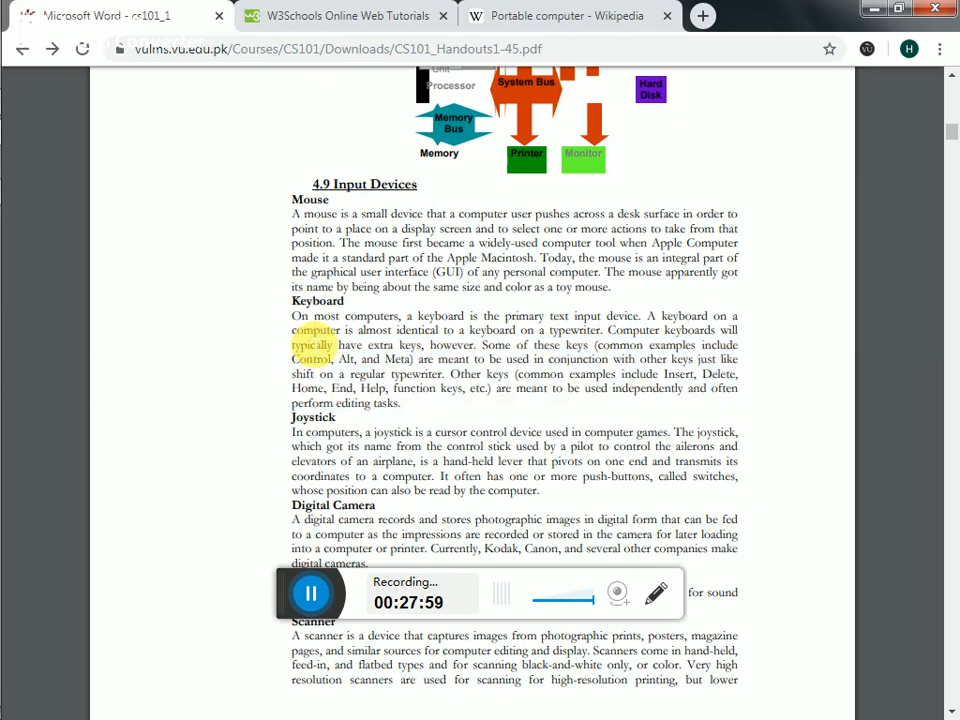 Microsoft Word - cs101_1
W3Schools Online Web Tutorials
Portable computer - Wikipedia
vulms.vu.edu.pk/Courses/CS101/Downloads/CS101_Handouts1-45.pdf
H
Unit
Processor
System Bus
Hard
Disk
Memory
Bus
Memory
Printer
Monitor
4.9 Input Devices
Mouse
A mouse is a small device that a computer user pushes across a desk surface in order to
point to a place on a display screen and to select one or more actions to take from that
position. The mouse first became a widely-used computer tool when Apple Computer
made it a standard part of the Apple Macintosh. Today, the mouse is an integral part of
the graphical user interface (GUI) of any personal computer. The mouse apparently got
its name by being about the same size and color as a toy mouse.
Keyboard
On most computers, a keyboard is the primary text input device. A keyboard on a
computer is almost identical to a keyboard on a typewriter. Computer keyboards will
typically have extra keys, however. Some of these keys (common examples include
Control, Alt, and Meta) are meant to be used in conjunction with other keys just like
shift on a regular typewriter. Other keys (common examples include Insert, Delete,
Home, End, Help, function keys, etc.) are meant to be used independently and often
perform editing tasks.
Joystick
In computers, a joystick is a cursor control device used in computer games. The joystick,
which got its name from the control stick used by a pilot to control the ailerons and
elevators of an airplane, is a hand-held lever that pivots on one end and transmits its
coordinates to a computer. It often has one or more push-buttons, called switches,
whose position can also be read by the computer.
Digital Camera
A digital camera records and stores photographic images in digital form that can be fed
to a computer as the impressions are recorded or stored in the camera for later loading
into a computer or printer. Currently, Kodak, Canon, and several other companies make
digital cameras.
Recording...
00:27:59
for sound
Scanner
A scanner is a device that captures images from photographic prints, posters, magazine
pages, and similar sources for computer editing and display. Scanners come in hand-held,
feed-in, and flatbed types and for scanning black-and-white only, or color. Very high
resolution scanners are used for scanning for high-resolution printing, but lower